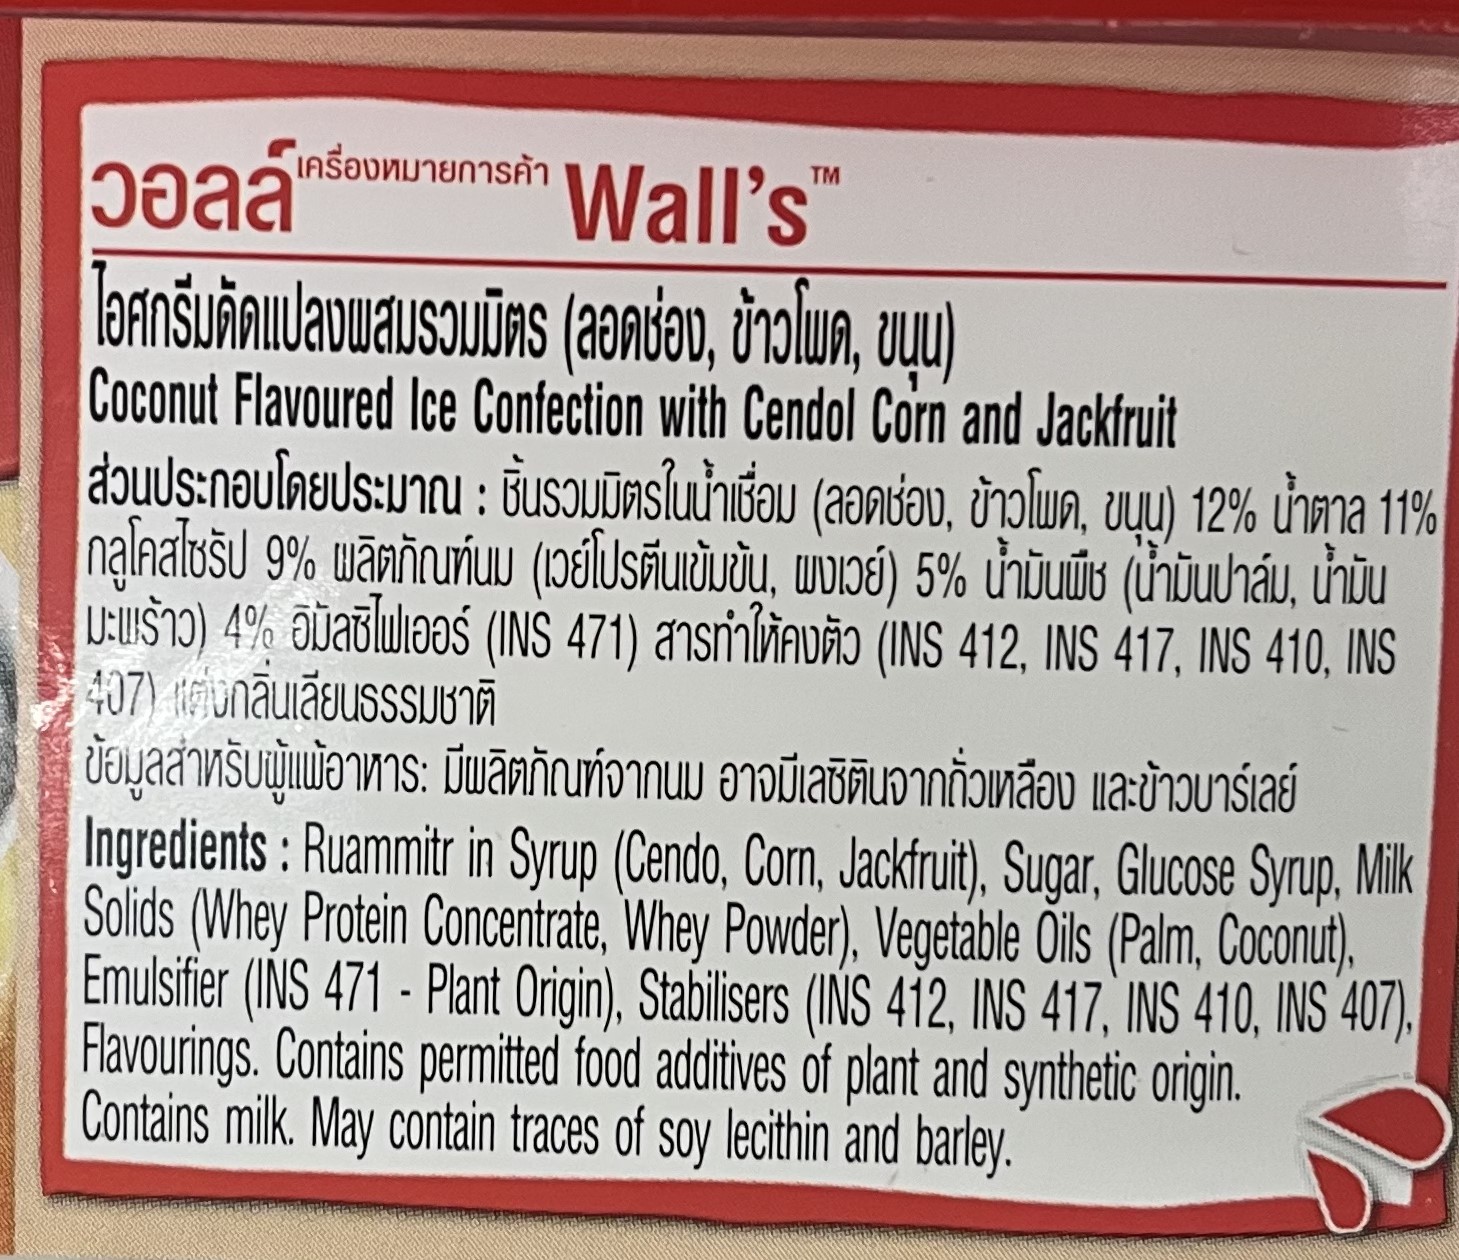 วอลล์ เครื่องหมายการค้า Wall's™
ไอศกรีมดัดแปลงผสมรวมมิตร (ลอดช่อง, ข้าวโพด, ขนุน)
Coconut Flavoured Ice Confection with Cendol Corn and Jackfruit
ส่วนประกอบโดยประมาณ : ชิ้นรวมมิตรในน้ำเชื่อม (ลอดช่อง, ข้าวโพด, ขนุน) 12% น้ำตาล 11%
กลูโคสไซรัป 9% ผลิตภัณฑ์นม (เวย์โปรตีนเข้มข้น, ผงเวย์) 5% น้ำมันพืช (น้ำมันปาล์ม, น้ำมัน
มะพร้าว) 4% อิมัลซิไฟเออร์ (INS 471) สารทำให้คงตัว (INS 412, INS 417, INS 410, INS
407) แต่งกลิ่นเลียนธรรมชาติ
ข้อมูลสำหรับผู้แพ้อาหาร: มีผลิตภัณฑ์จากนม อาจมีเลซิตินจากถั่วเหลือง และข้าวบาร์เลย์
Ingredients : Ruammitr in Syrup (Cendo, Corn, Jackfruit), Sugar, Glucose Syrup, Milk
Solids (Whey Protein Concentrate, Whey Powder), Vegetable Oils (Palm, Coconut),
Emulsifier (INS 471 - Plant Origin), Stabilisers (INS 412, INS 417, INS 410, INS 407),
Flavourings. Contains permitted food additives of plant and synthetic origin.
Contains milk. May contain traces of soy lecithin and barley.